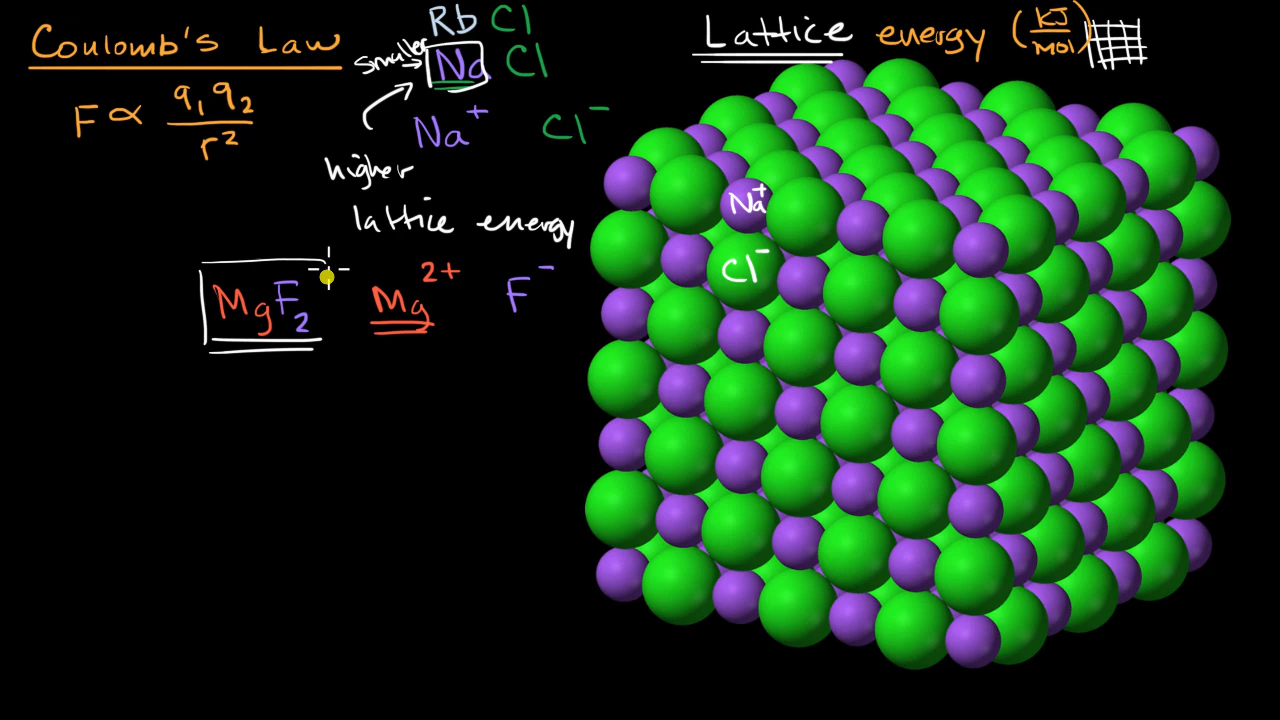 Coulomb's Law
F ∝ q₁q₂ / r²
Rb Cl
smaller → Na Cl
Na⁺ Cl⁻
higher
lattice energy
MgF₂ Mg²⁺ F⁻
Lattice energy (kJ/mol)
Na⁺
Cl⁻